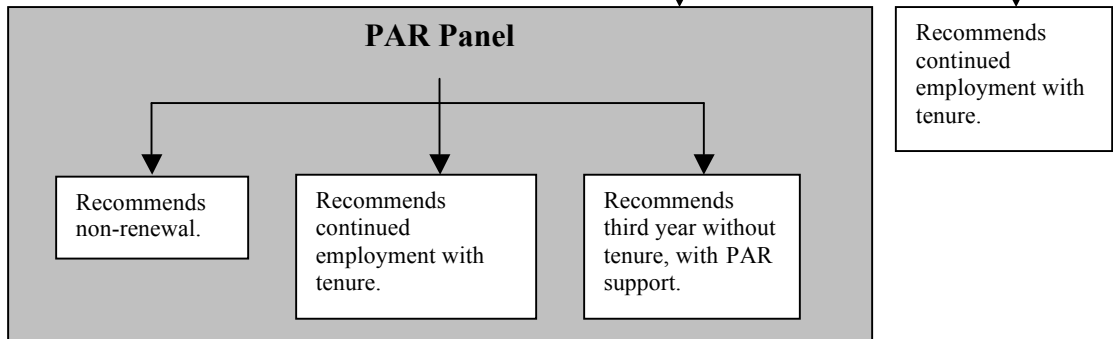 PAR Panel
Recommends
non-renewal.
Recommends
continued
employment with
tenure.
Recommends
third year without
tenure, with PAR
support.
Recommends
continued
employment with
tenure.